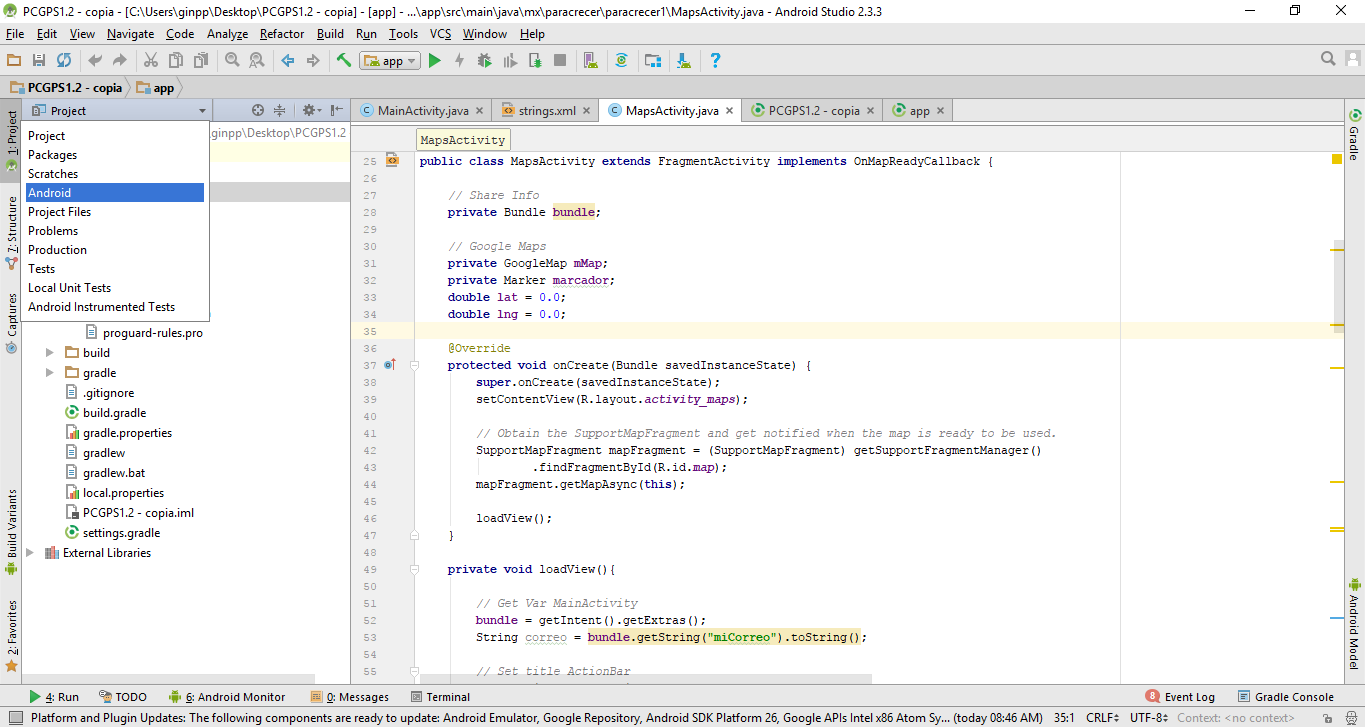 PCGPS1.2 - copia - [C:\Users\ginpp\Desktop\PCGPS1.2 - copia] - [app] - ...\app\src\main\java\mx\paracrecer\paracrecer1\MapsActivity.java - Android Studio 2.3.3
File Edit View Navigate Code Analyze Refactor Build Run Tools VCS Window Help
app
PCGPS1.2 - copia app
Project
MainActivity.java strings.xml MapsActivity.java PCGPS1.2 - copia app
ginpp\Desktop\PCGPS1.2
Project
Packages
Scratches
Android
Project Files
Problems
Production
Tests
Local Unit Tests
Android Instrumented Tests
proguard-rules.pro
build
gradle
.gitignore
build.gradle
gradle.properties
gradlew
gradlew.bat
local.properties
PCGPS1.2 - copia.iml
settings.gradle
External Libraries
1: Project
7: Structure
Captures
Build Variants
2: Favorites
MapsActivity
25 public class MapsActivity extends FragmentActivity implements OnMapReadyCallback {
26
27 // Share Info
28 private Bundle bundle;
29
30 // Google Maps
31 private GoogleMap mMap;
32 private Marker marcador;
33 double lat = 0.0;
34 double lng = 0.0;
35
36 @Override
37 protected void onCreate(Bundle savedInstanceState) {
38 super.onCreate(savedInstanceState);
39 setContentView(R.layout.activity_maps);
40
41 // Obtain the SupportMapFragment and get notified when the map is ready to be used.
42 SupportMapFragment mapFragment = (SupportMapFragment) getSupportFragmentManager()
43 .findFragmentById(R.id.map);
44 mapFragment.getMapAsync(this);
45
46 loadView();
47 }
48
49 private void loadView(){
50
51 // Get Var MainActivity
52 bundle = getIntent().getExtras();
53 String correo = bundle.getString("miCorreo").toString();
54
55 // Set title ActionBar
Gradle
Android Model
4: Run TODO 6: Android Monitor 0: Messages Terminal 8 Event Log Gradle Console
Platform and Plugin Updates: The following components are ready to update: Android Emulator, Google Repository, Android SDK Platform 26, Google APIs Intel x86 Atom Sy... (today 08:46 AM) 35:1 CRLF UTF-8 Context: <no context>